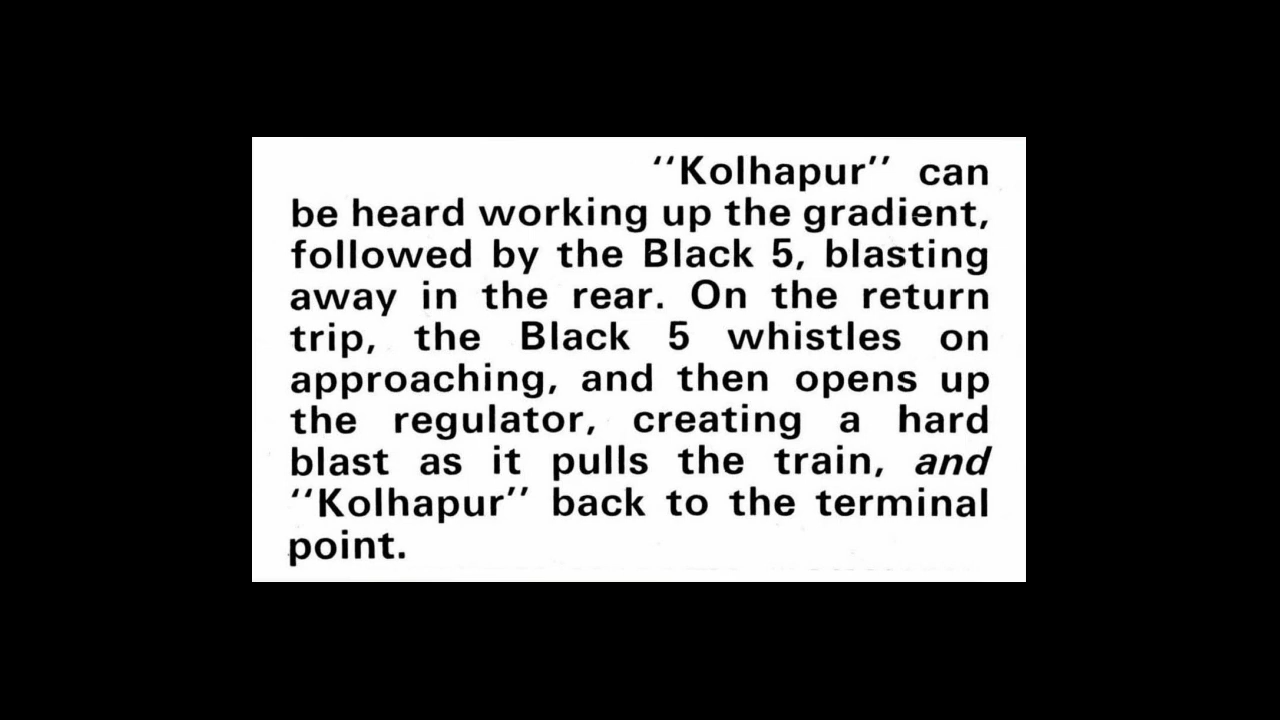 ‘‘Kolhapur’’ can
be heard working up the gradient,
followed by the Black 5, blasting
away in the rear. On the return
trip, the Black 5 whistles on
approaching, and then opens up
the regulator, creating a hard
blast as it pulls the train, and
‘‘Kolhapur’’ back to the terminal
point.